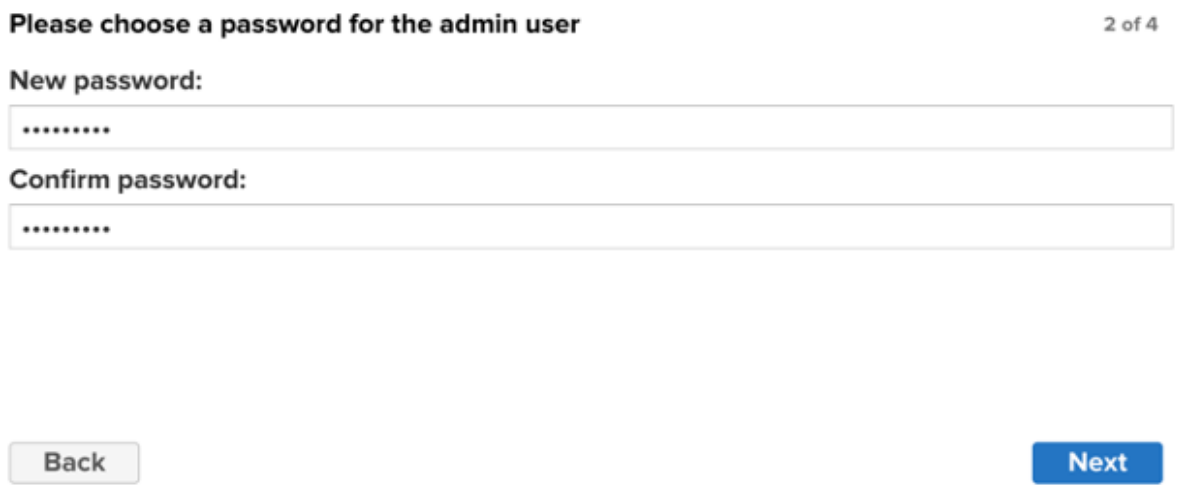 Please choose a password for the admin user 2 of 4
New password:
•••••••••
Confirm password:
•••••••••
Back Next